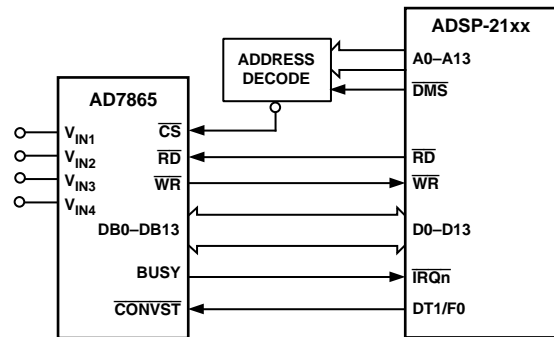 ADSP-21xx
ADDRESS
DECODE
A0–A13
DMS
AD7865
VIN1
VIN2
VIN3
VIN4
CS
RD
WR
DB0–DB13
BUSY
CONVST
RD
WR
D0–D13
IRQn
DT1/F0